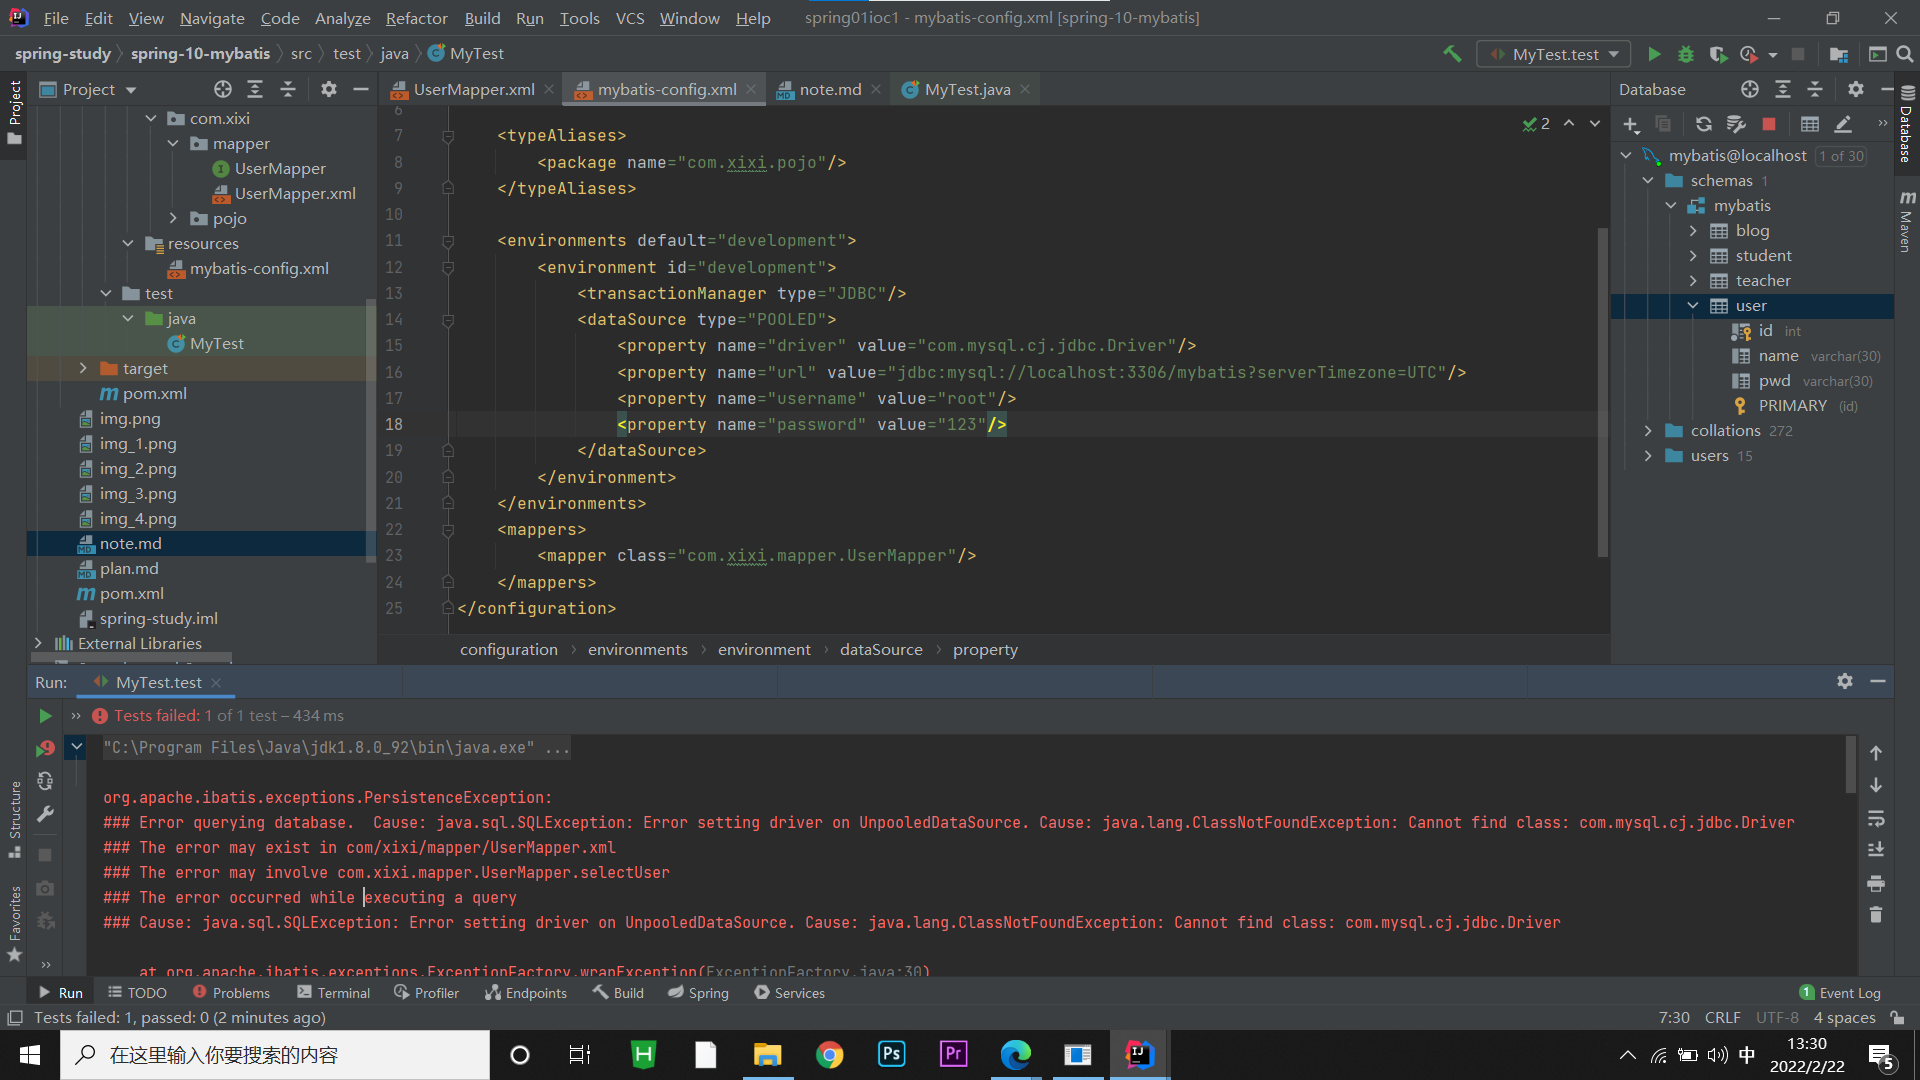 File Edit View Navigate Code Analyze Refactor Build Run Tools VCS Window Help spring01ioc1 - mybatis-config.xml [spring-10-mybatis]
spring-study spring-10-mybatis src test java MyTest MyTest.test
Project
UserMapper.xml mybatis-config.xml note.md MyTest.java
Database
Project
com.xixi
mapper
UserMapper
UserMapper.xml
pojo
resources
mybatis-config.xml
test
java
MyTest
target
pom.xml
img.png
img_1.png
img_2.png
img_3.png
img_4.png
note.md
plan.md
pom.xml
spring-study.iml
External Libraries
6
7 <typeAliases>
8 <package name="com.xixi.pojo"/>
9 </typeAliases>
10
11 <environments default="development">
12 <environment id="development">
13 <transactionManager type="JDBC"/>
14 <dataSource type="POOLED">
15 <property name="driver" value="com.mysql.cj.jdbc.Driver"/>
16 <property name="url" value="jdbc:mysql://localhost:3306/mybatis?serverTimezone=UTC"/>
17 <property name="username" value="root"/>
18 <property name="password" value="123"/>
19 </dataSource>
20 </environment>
21 </environments>
22 <mappers>
23 <mapper class="com.xixi.mapper.UserMapper"/>
24 </mappers>
25 </configuration>
2
configuration environments environment dataSource property
mybatis@localhost 1 of 30
schemas 1
mybatis
blog
student
teacher
user
id int
name varchar(30)
pwd varchar(30)
PRIMARY (id)
collations 272
users 15
Database
Maven
Run: MyTest.test
Tests failed: 1 of 1 test – 434 ms
"C:\Program Files\Java\jdk1.8.0_92\bin\java.exe" ...
org.apache.ibatis.exceptions.PersistenceException:
### Error querying database.  Cause: java.sql.SQLException: Error setting driver on UnpooledDataSource. Cause: java.lang.ClassNotFoundException: Cannot find class: com.mysql.cj.jdbc.Driver
### The error may exist in com/xixi/mapper/UserMapper.xml
### The error may involve com.xixi.mapper.UserMapper.selectUser
### The error occurred while executing a query
### Cause: java.sql.SQLException: Error setting driver on UnpooledDataSource. Cause: java.lang.ClassNotFoundException: Cannot find class: com.mysql.cj.jdbc.Driver
at org.apache.ibatis.exceptions.ExceptionFactory.wrapException(ExceptionFactory.java:30)
Structure
Favorites
Run TODO Problems Terminal Profiler Endpoints Build Spring Services 1 Event Log
Tests failed: 1, passed: 0 (2 minutes ago) 7:30 CRLF UTF-8 4 spaces
在这里输入你要搜索的内容
Ps Pr
中
13:30
2022/2/22
5